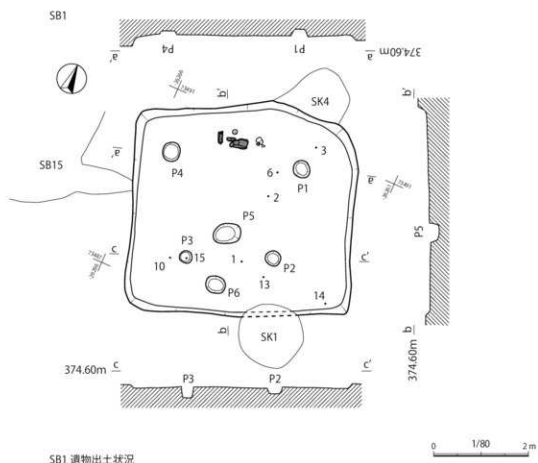 SB1
P4
P1
a'
a
374.60m
b'
b'
SK4
SB15
a'
P4
3
6
P1
a
2
P5
P5
c
P3
c'
10
15
1
P2
13
P6
14
b
SK1
b
374.60m
374.60m
c
P3
P2
c'
SB1 遺物出土状況
0
1/80
2 m